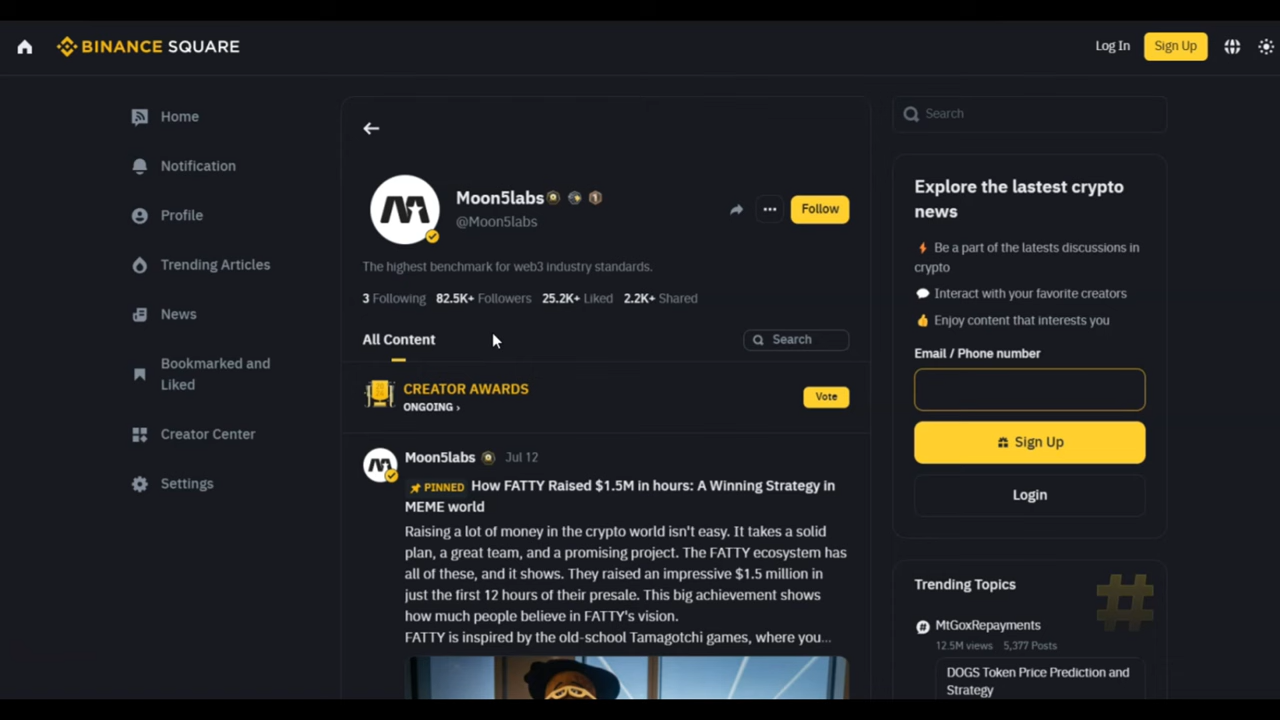 BINANCE SQUARE
Log In
Sign Up
Home
Notification
Profile
Trending Articles
News
Bookmarked and
Liked
Creator Center
Settings
Moon5labs
@Moon5labs
Follow
The highest benchmark for web3 industry standards.
3 Following 82.5K+ Followers 25.2K+ Liked 2.2K+ Shared
All Content
Search
CREATOR AWARDS
ONGOING ›
Vote
Moon5labs Jul 12
PINNED How FATTY Raised $1.5M in hours: A Winning Strategy in
MEME world
Raising a lot of money in the crypto world isn't easy. It takes a solid
plan, a great team, and a promising project. The FATTY ecosystem has
all of these, and it shows. They raised an impressive $1.5 million in
just the first 12 hours of their presale. This big achievement shows
how much people believe in FATTY's vision.
FATTY is inspired by the old-school Tamagotchi games, where you...
Search
Explore the lastest crypto
news
Be a part of the latests discussions in
crypto
Interact with your favorite creators
Enjoy content that interests you
Email / Phone number
Sign Up
Login
Trending Topics
#
# MtGoxRepayments
12.5M views 5,377 Posts
DOGS Token Price Prediction and
Strategy